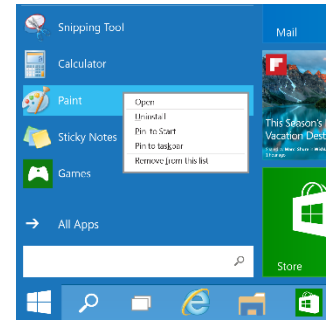 Snipping Tool
Calculator
Paint
Sticky Notes
Games
All Apps
Open
Uninstall
Pin to Start
Pin to taskbar
Remove from this list
Mail
This Season's
Vacation Dest
Store